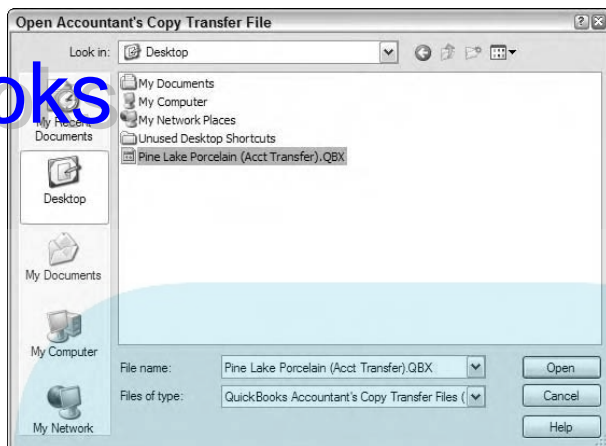 Open Accountant's Copy Transfer File
Look in:
Desktop
oks
My Recent
Documents
Desktop
My Documents
My Computer
My Network
My Documents
My Computer
My Network Places
Unused Desktop Shortcuts
Pine Lake Porcelain (Acct Transfer).QBX
File name:
Pine Lake Porcelain (Acct Transfer).QBX
Open
Files of type:
QuickBooks Accountant's Copy Transfer Files (
Cancel
Help